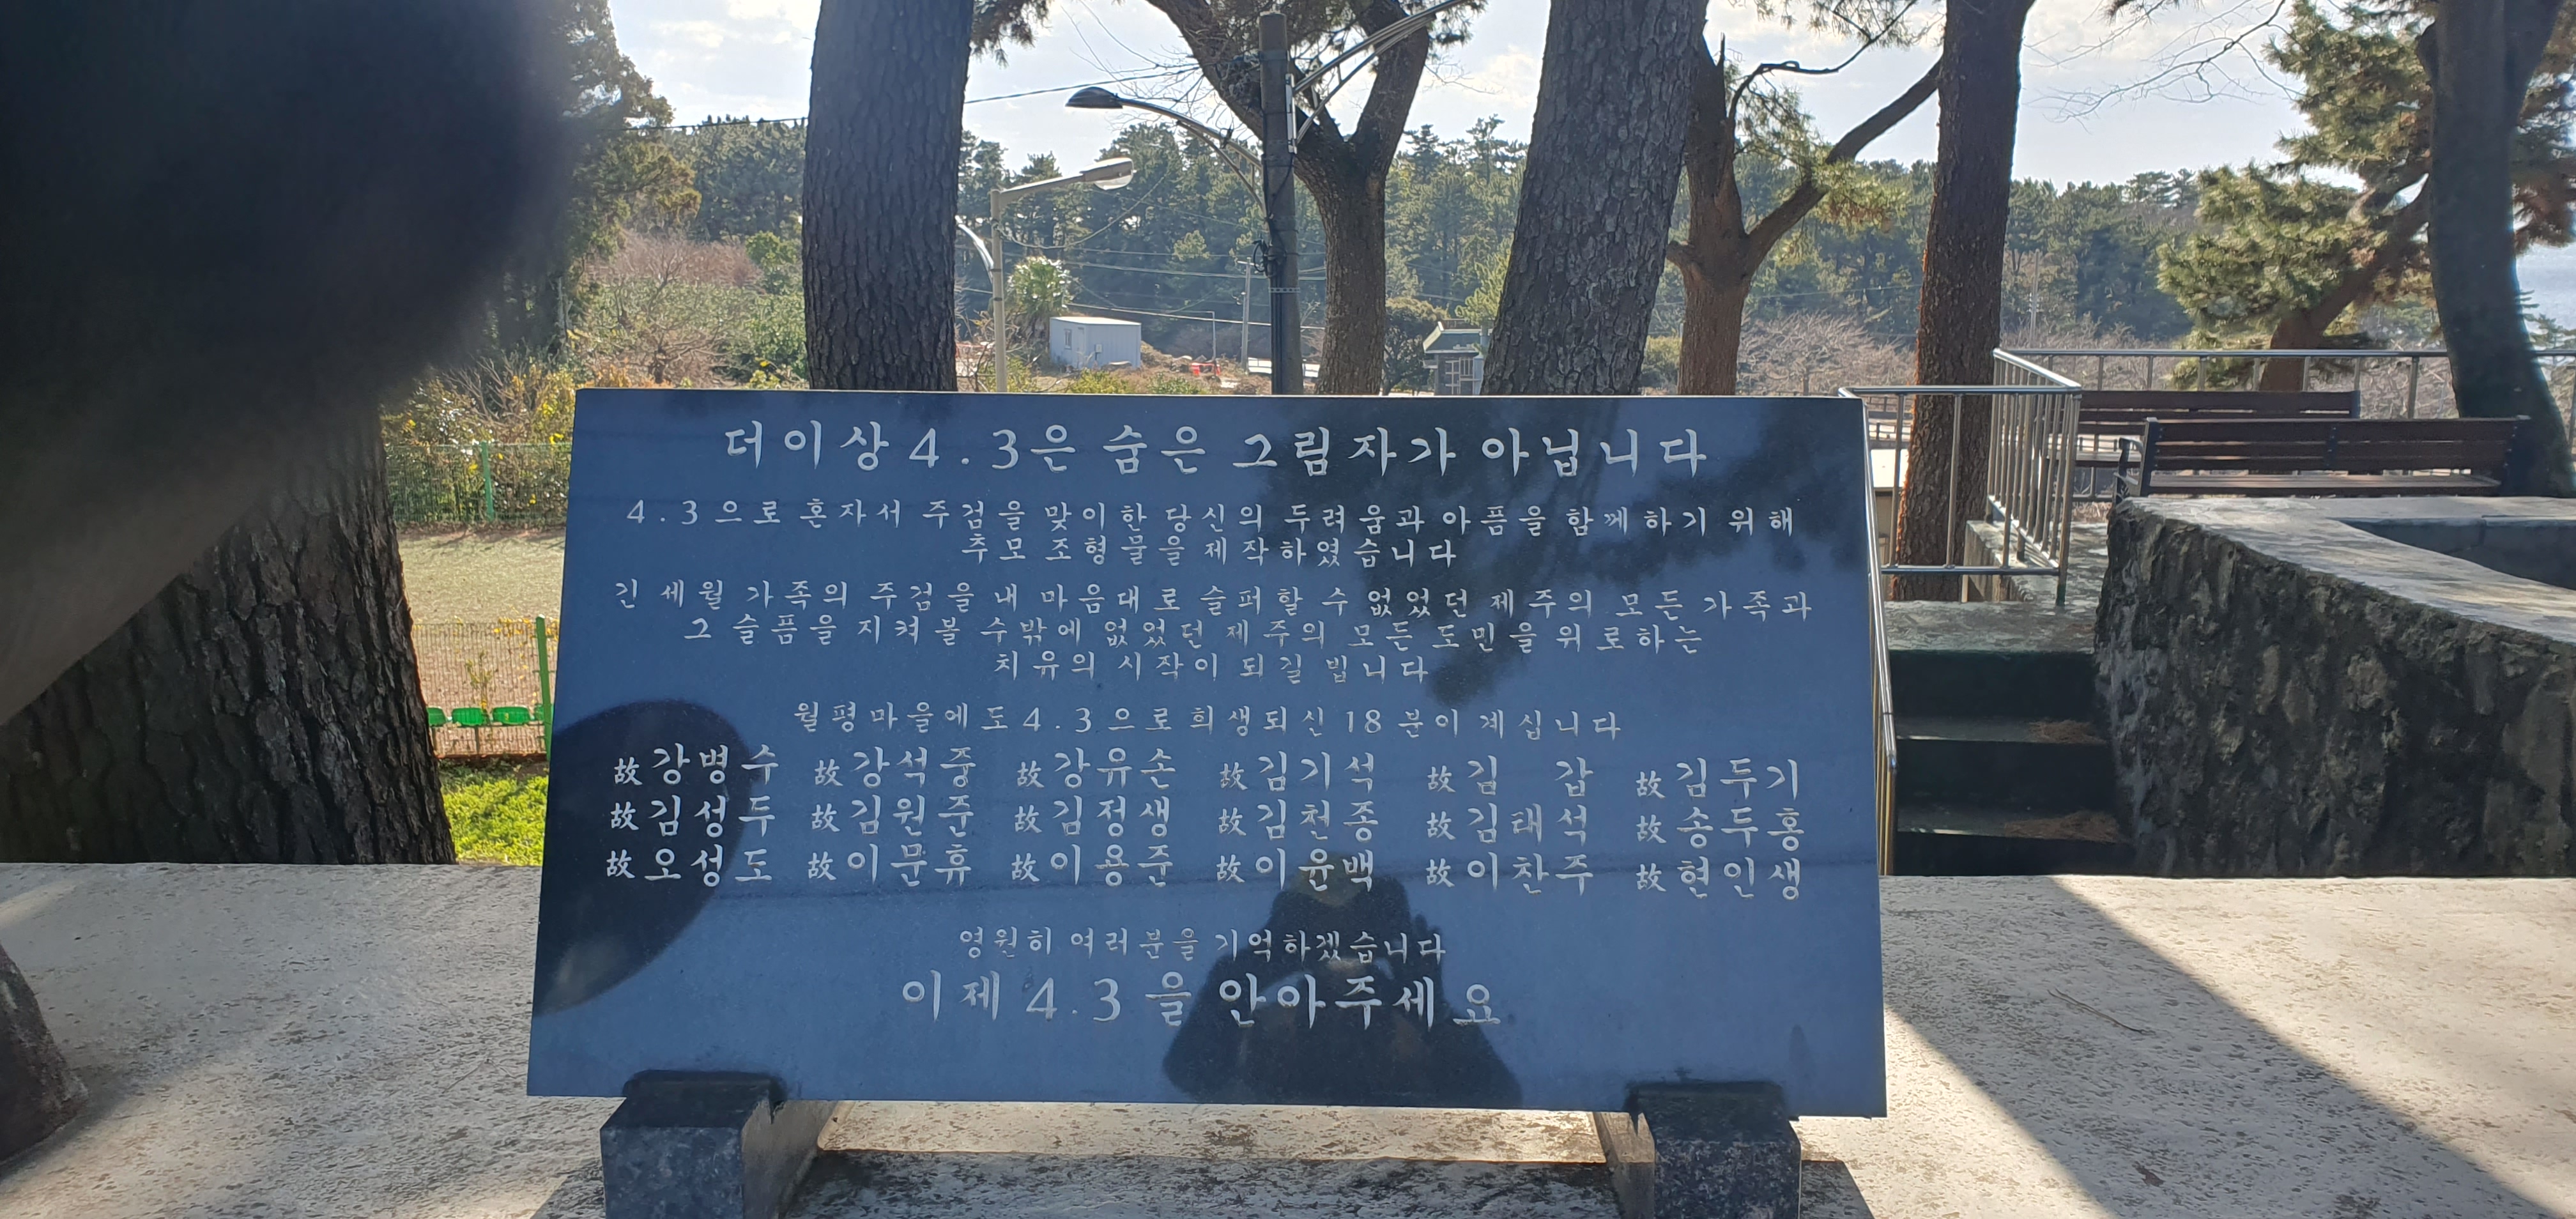 더이상 4.3은 숨은 그림자가 아닙니다
4.3으로 혼자서 주검을 맞이한 당신의 두려움과 아픔을 함께하기 위해
추모 조형물을 제작하였습니다
긴 세월 가족의 주검을 내 마음대로 슬퍼할 수 없었던 제주의 모든 가족과
그 슬픔을 지켜볼 수밖에 없었던 제주의 모든 도민을 위로하는
치유의 시작이 되길 빕니다
월평마을에도 4.3으로 희생되신 18분이 계십니다
故강병수 故강석중 故강유손 故김기석 故김 갑 故김두기
故김성두 故김원준 故김정생 故김천종 故김태석 故송두홍
故오성도 故이문휴 故이용준 故이윤백 故이찬주 故현인생
영원히 여러분을 기억하겠습니다
이제 4.3을 안아주세요